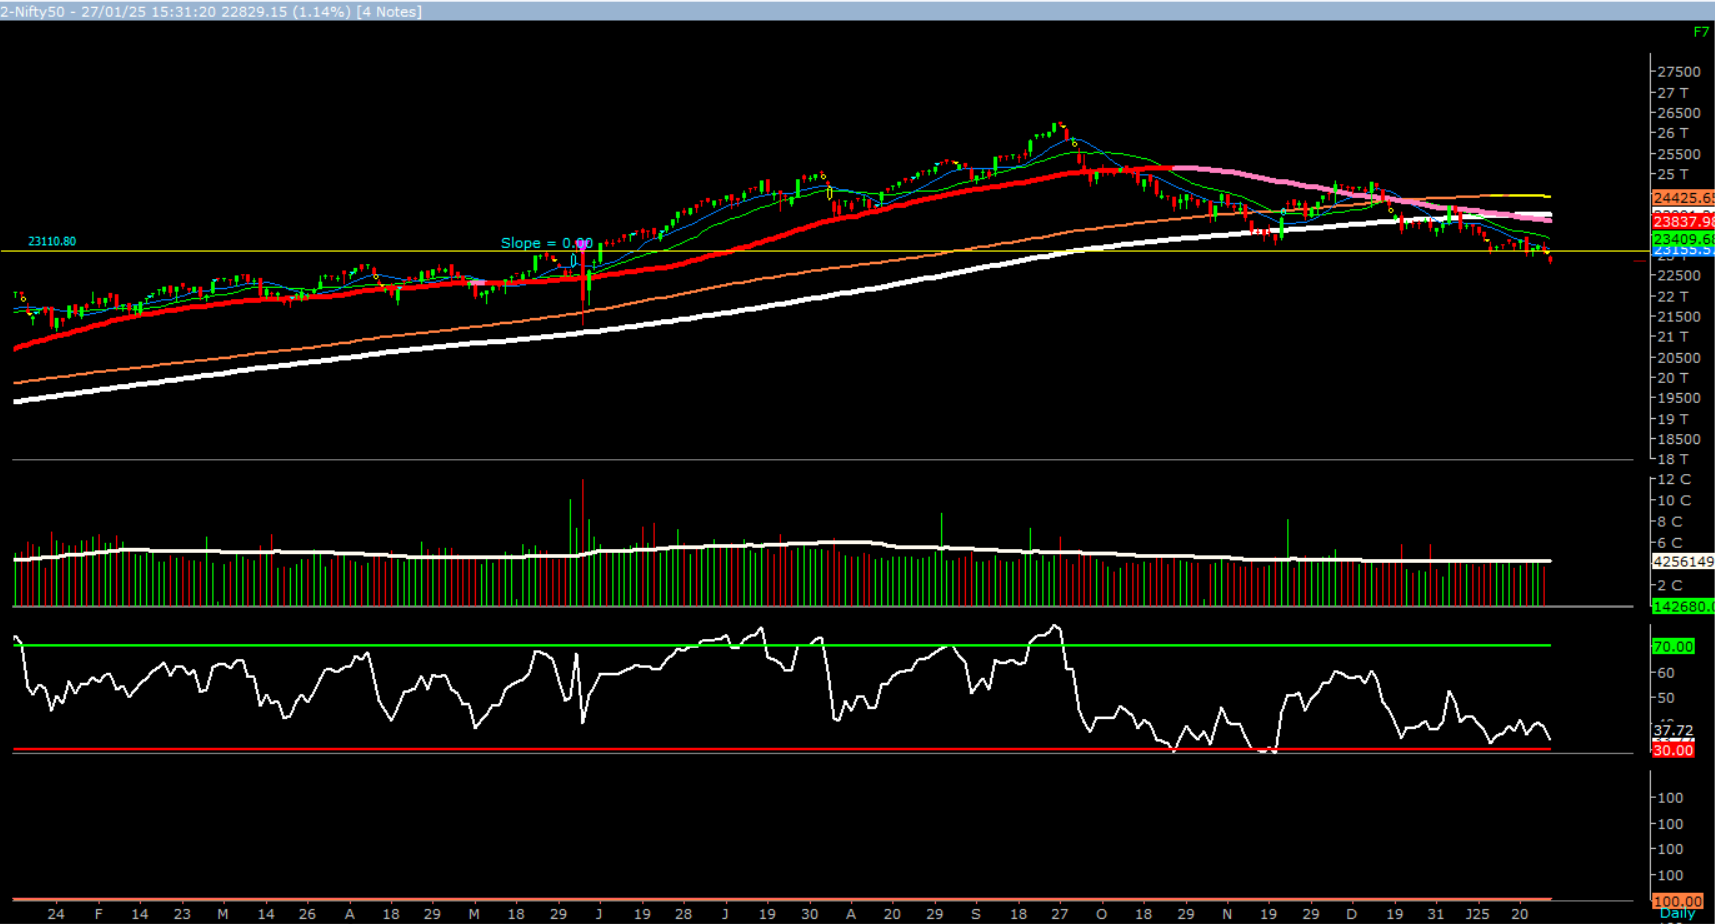 2-Nifty50 - 27/01/25 15:31:20 22829.15 (1.14%) [4 Notes]
F7
27500
27 T
26500
26 T
25500
25 T
24425.65
23837.98
23409.68
23110.80
Slope = 0.00
22500
22 T
21500
21 T
20500
20 T
19500
19 T
18500
18 T
12 C
10 C
8 C
6 C
4256149
2 C
142680.0
70.00
60
50
37.72
30.00
100
100
100
100
100.00
24 F 14 23 M 14 26 A 18 29 M 18 29 J 19 28 J 19 30 A 20 29 S 18 27 O 18 29 N 19 29 D 19 31 J25 20 Daily